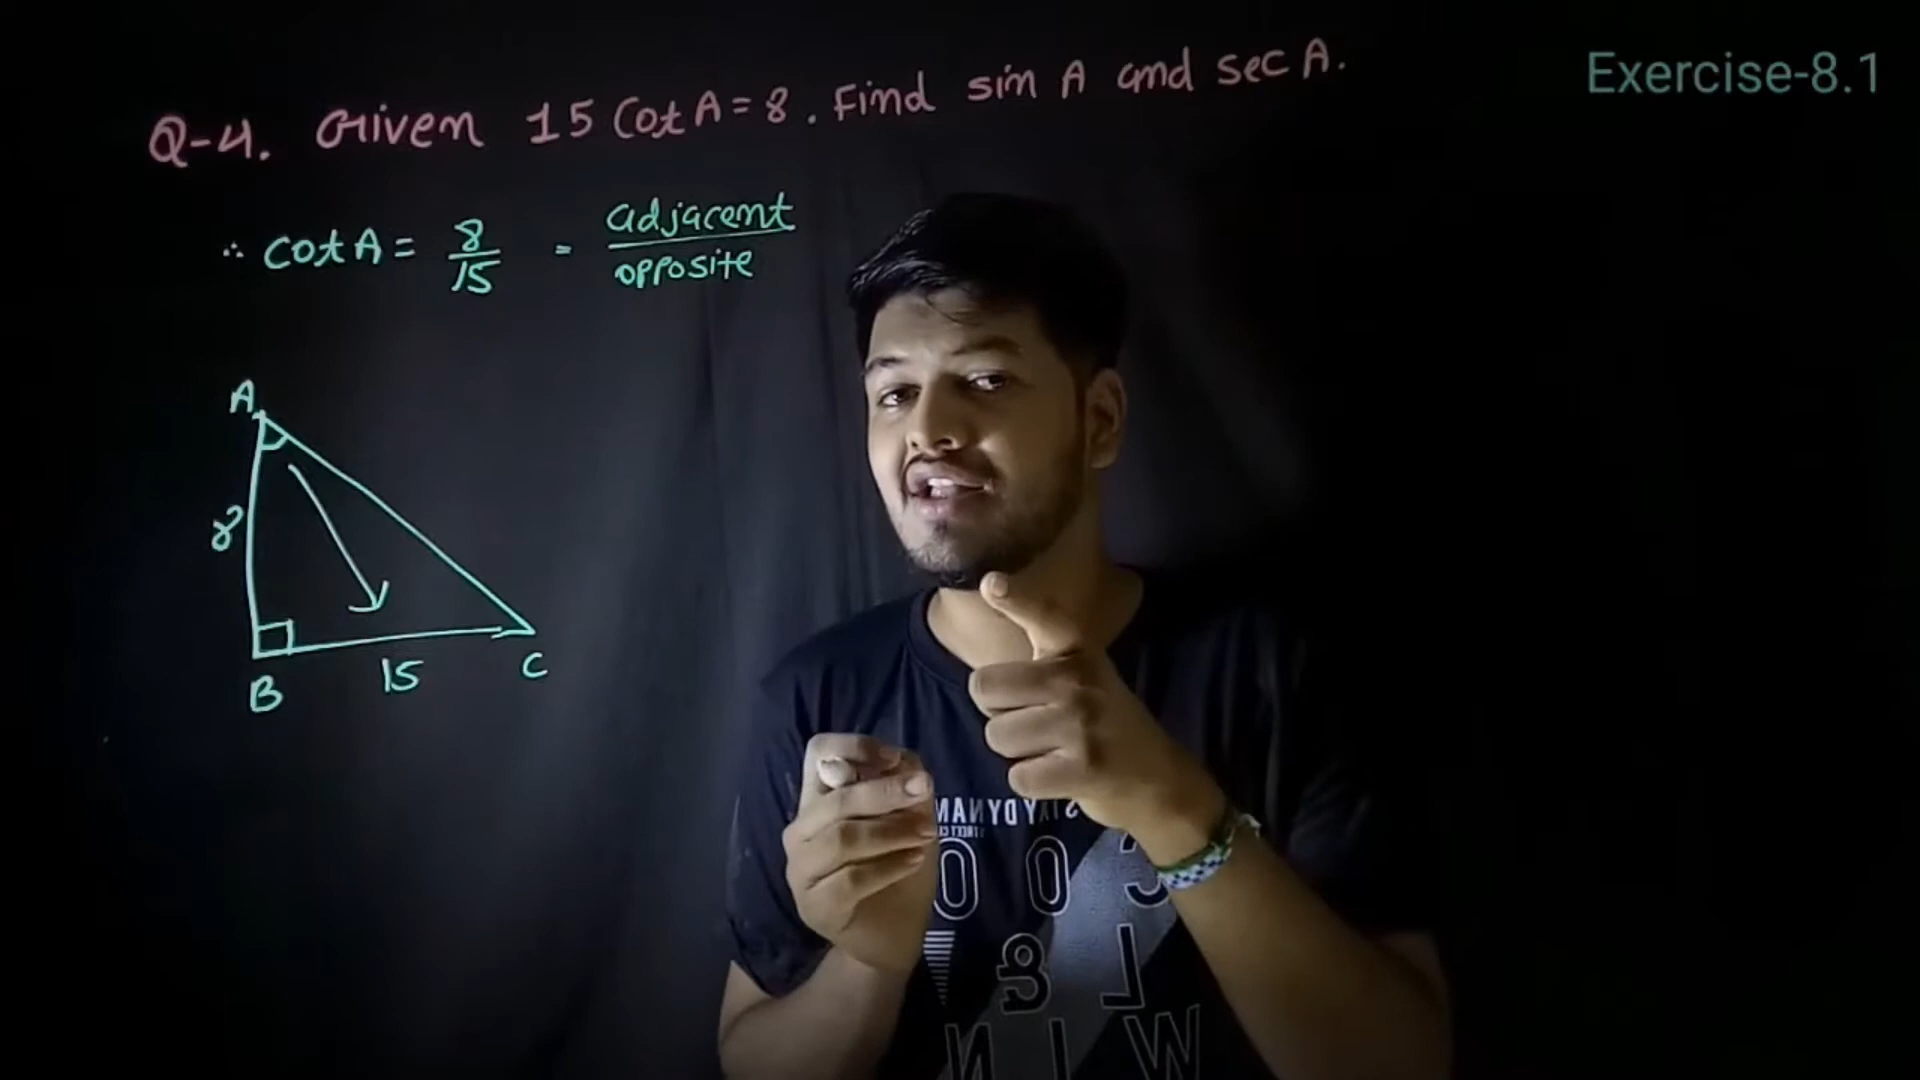 Exercise-8.1
Q-4. Given 15 Cot A = 8. Find sin A and sec A.
∴ Cot A = 8/15 = adjacent/opposite
A
8
B
15
C